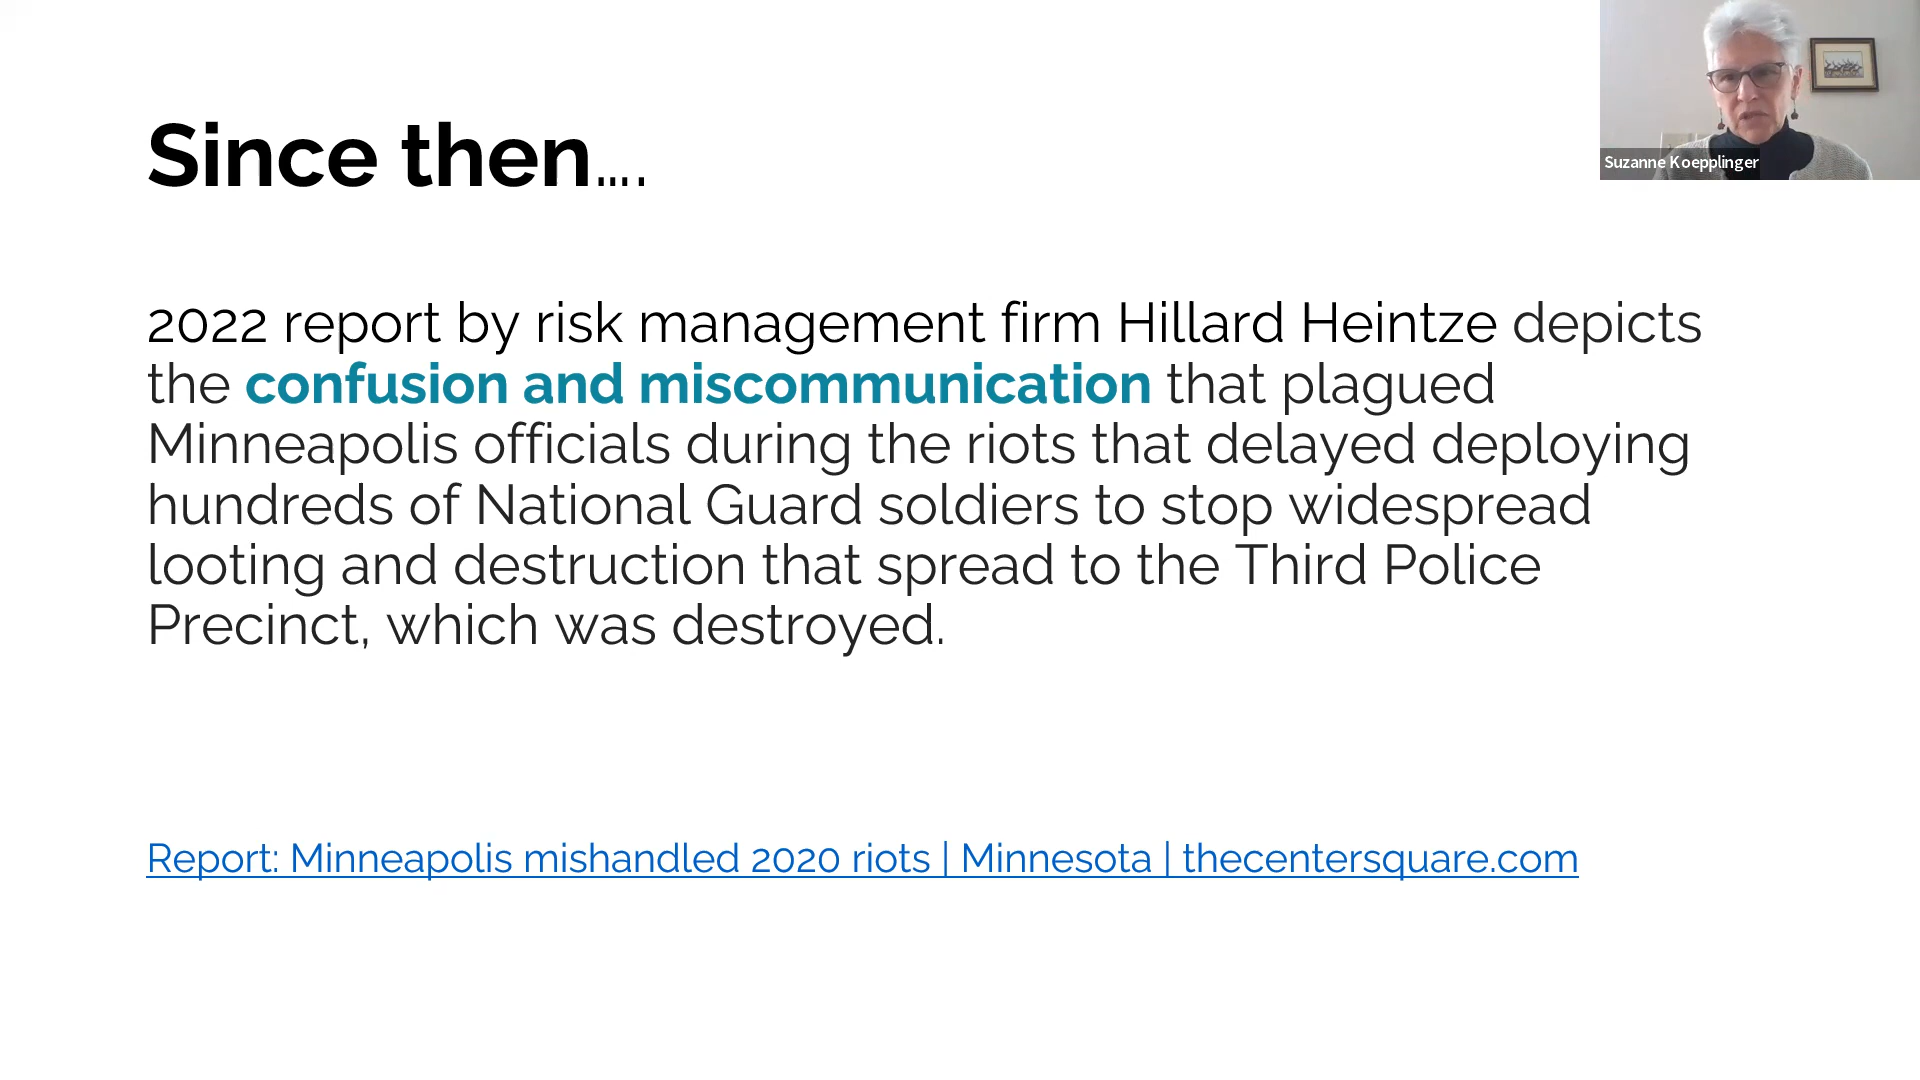 Since then....
Suzanne Koepplinger
2022 report by risk management firm Hillard Heintze depicts
the confusion and miscommunication that plagued
Minneapolis officials during the riots that delayed deploying
hundreds of National Guard soldiers to stop widespread
looting and destruction that spread to the Third Police
Precinct, which was destroyed.
Report: Minneapolis mishandled 2020 riots | Minnesota | thecentersquare.com